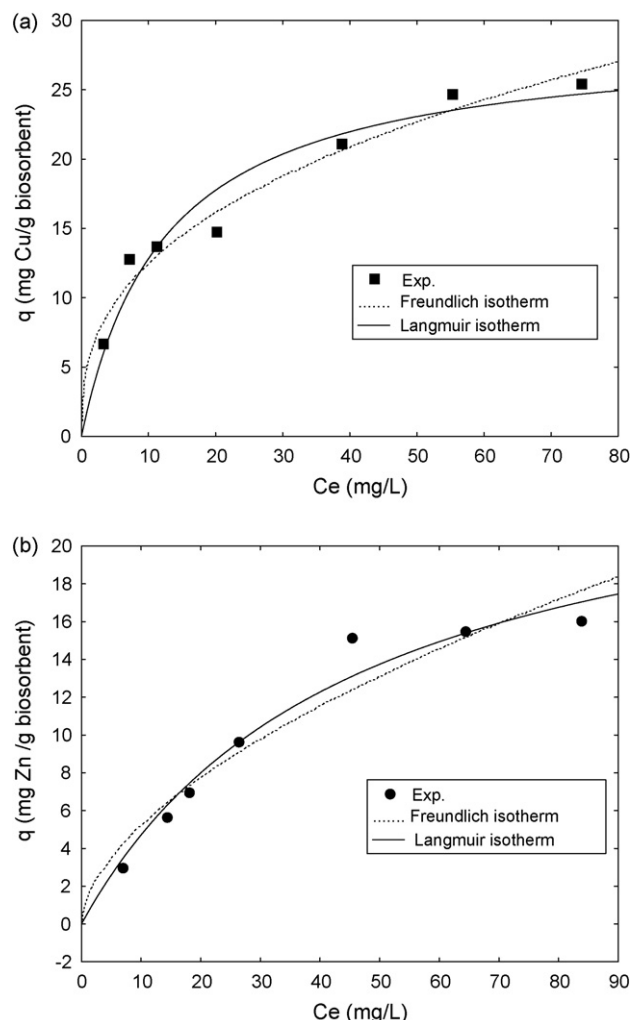 (a)
30
25
20
15
10
5
0
q (mg Cu/g biosorbent)
Exp.
Freundlich isotherm
Langmuir isotherm
0 10 20 30 40 50 60 70 80
Ce (mg/L)
(b)
20
18
16
14
12
10
8
6
4
2
0
-2
q (mg Zn /g biosorbent)
Exp.
Freundlich isotherm
Langmuir isotherm
0 10 20 30 40 50 60 70 80 90
Ce (mg/L)